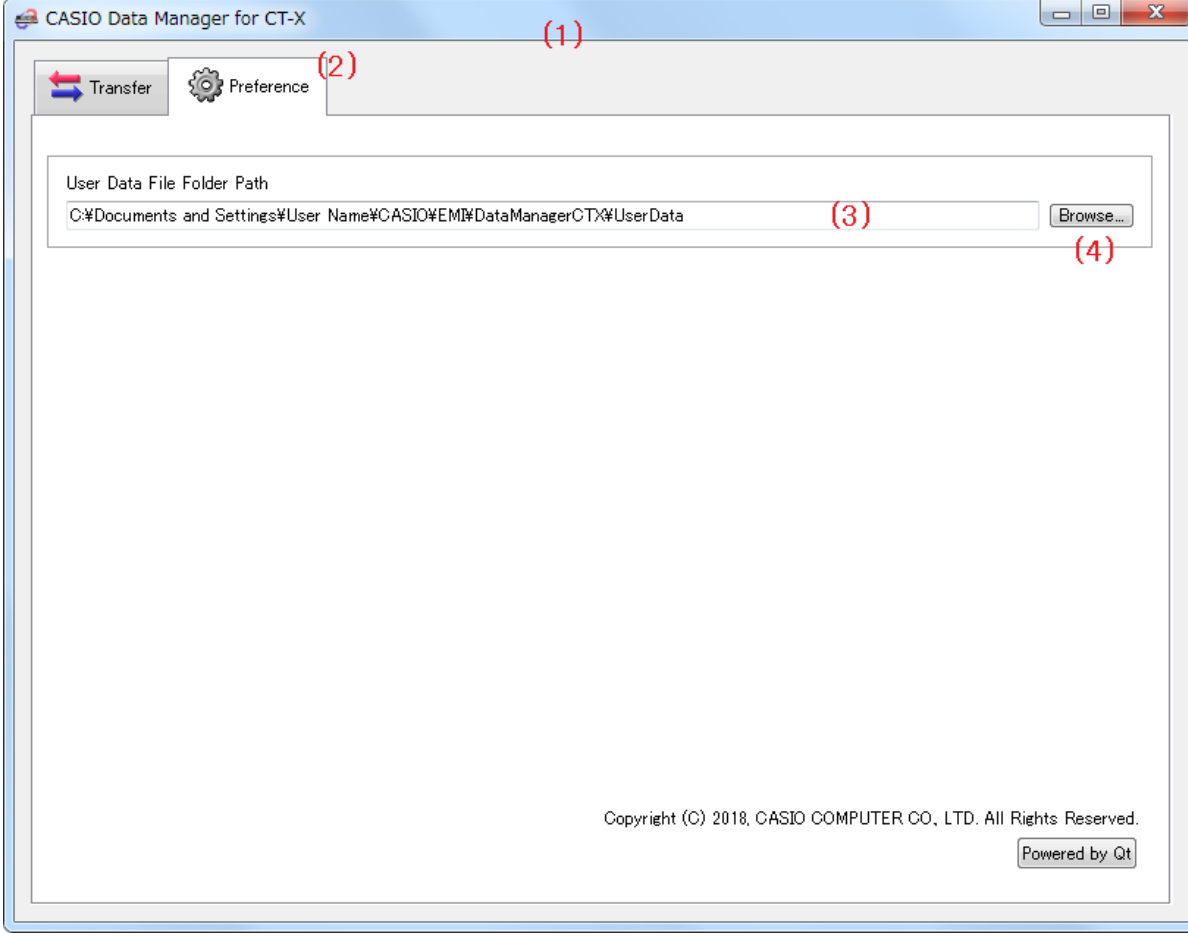 CASIO Data Manager for CT-X
(1)
Transfer
Preference
(2)
User Data File Folder Path
C:¥Documents and Settings¥User Name¥CASIO¥EMI¥DataManagerCTX¥UserData
(3)
Browse...
(4)
Copyright (C) 2018, CASIO COMPUTER CO., LTD. All Rights Reserved.
Powered by Qt